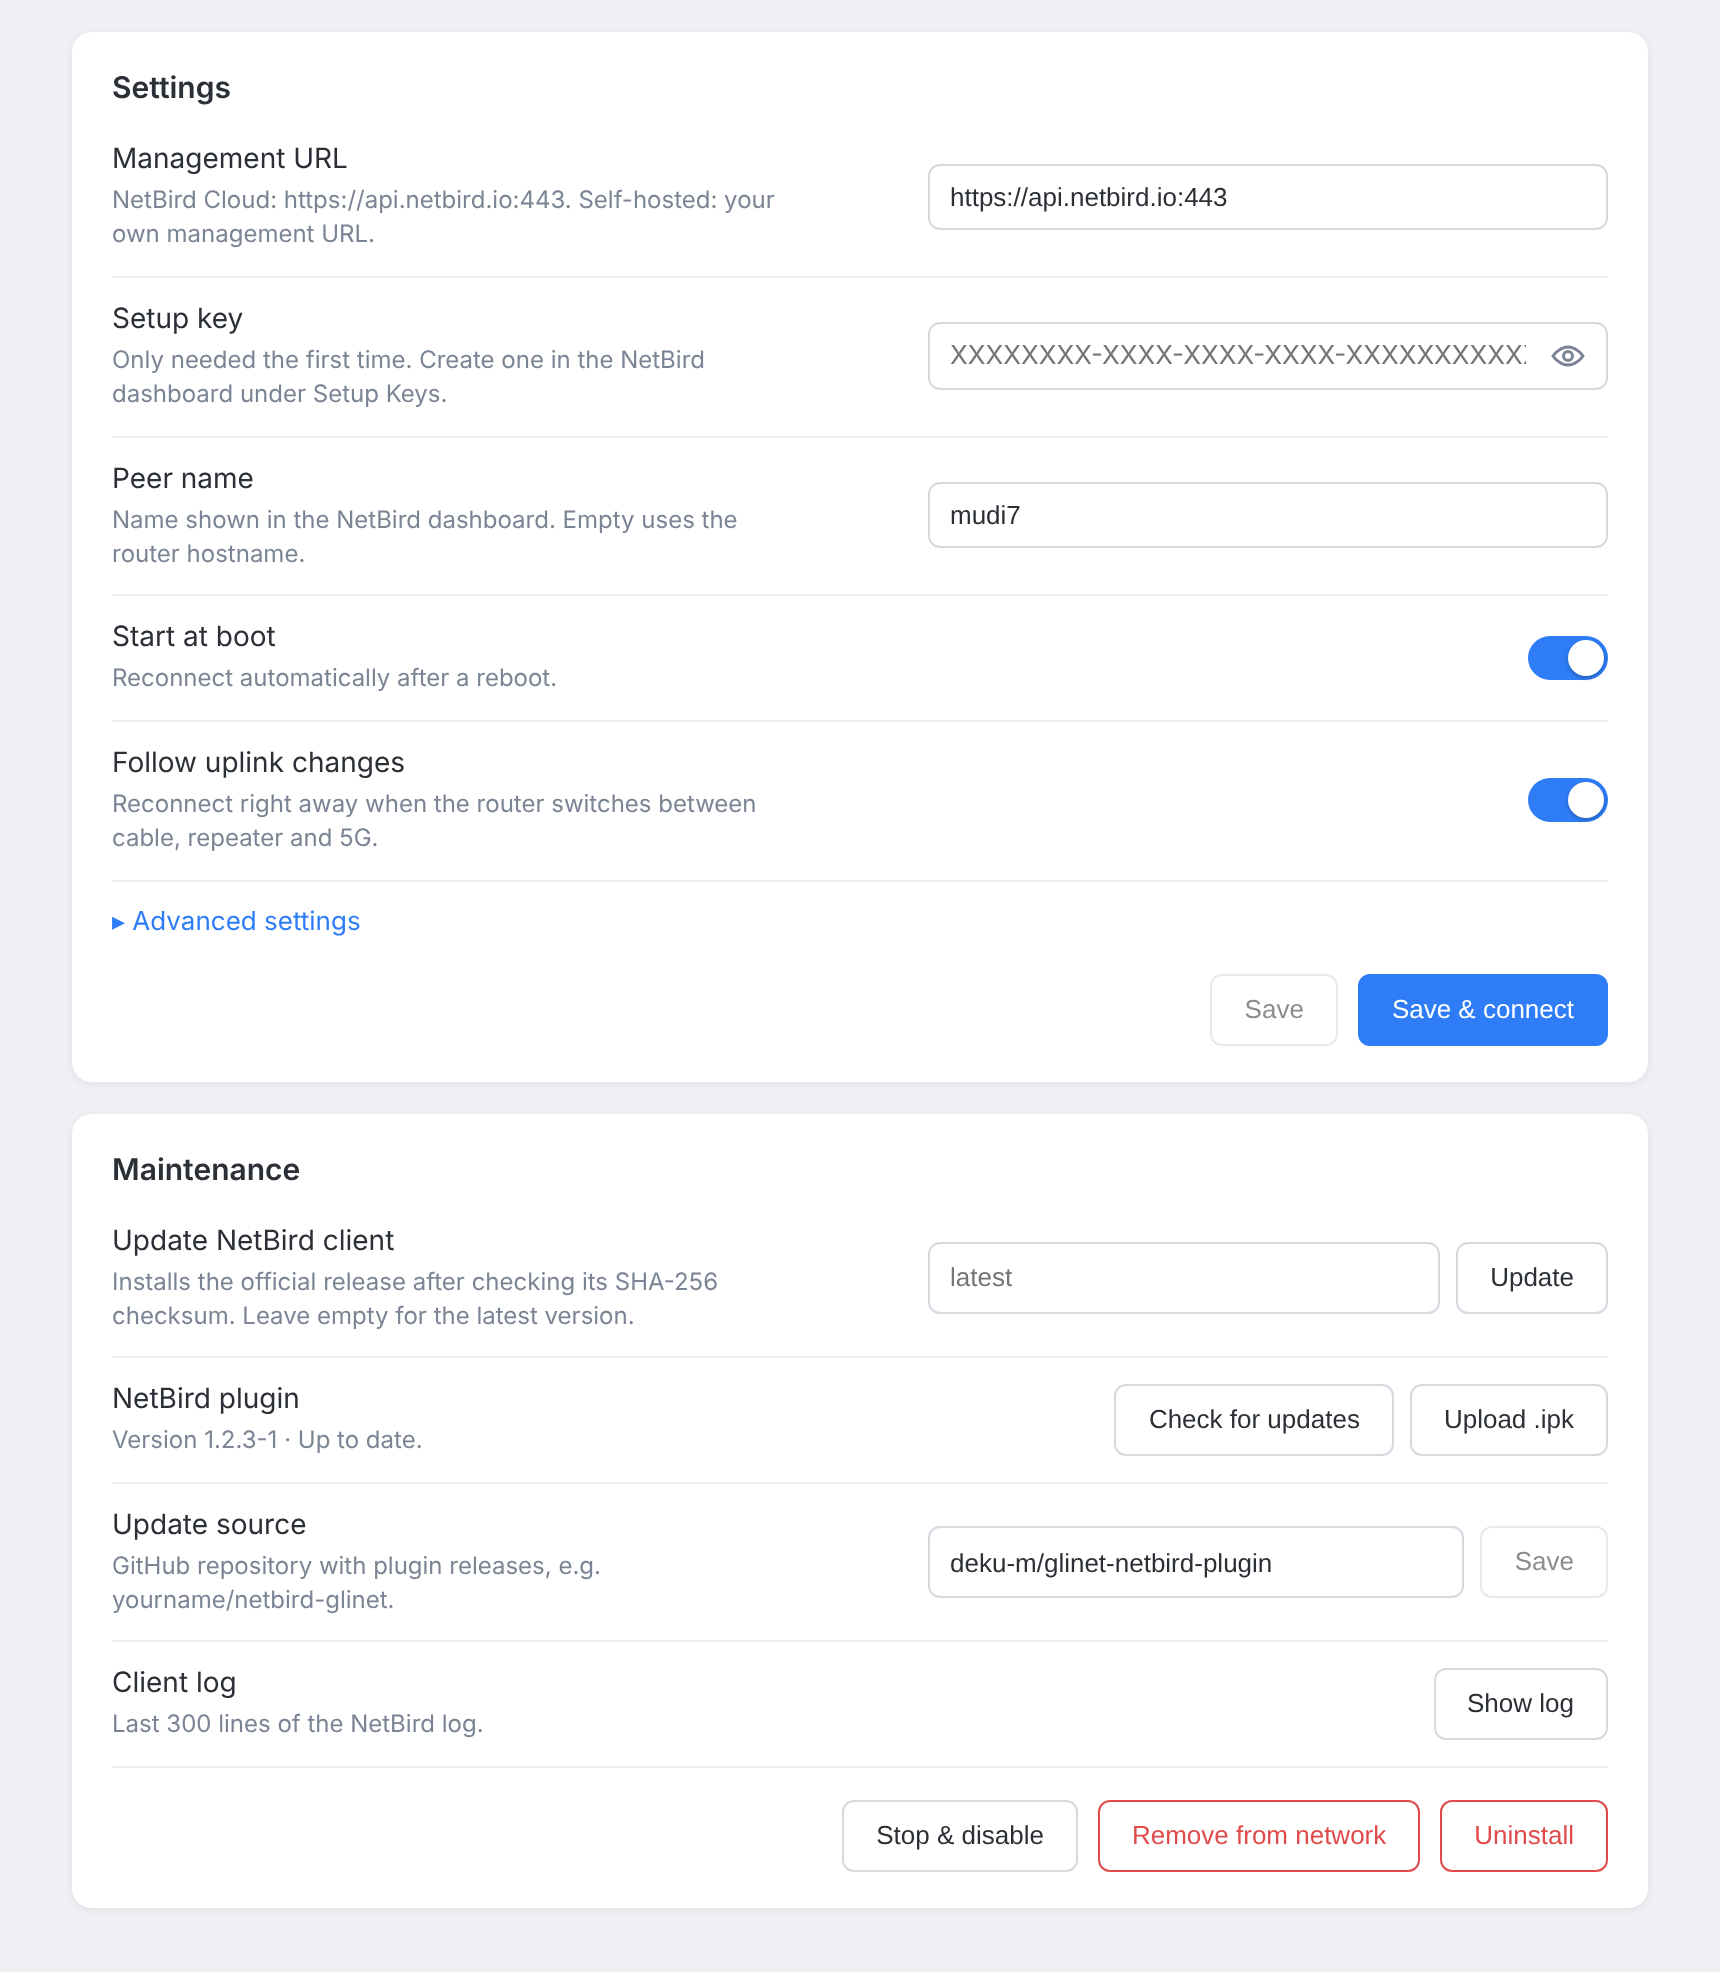 Settings
Management URL
NetBird Cloud: https://api.netbird.io:443. Self-hosted: your
own management URL.
https://api.netbird.io:443
Setup key
Only needed the first time. Create one in the NetBird
dashboard under Setup Keys.
XXXXXXXX-XXXX-XXXX-XXXX-XXXXXXXXXX
Peer name
Name shown in the NetBird dashboard. Empty uses the
router hostname.
mudi7
Start at boot
Reconnect automatically after a reboot.
Follow uplink changes
Reconnect right away when the router switches between
cable, repeater and 5G.
▸ Advanced settings
Save
Save & connect
Maintenance
Update NetBird client
Installs the official release after checking its SHA-256
checksum. Leave empty for the latest version.
latest
Update
NetBird plugin
Version 1.2.3-1 · Up to date.
Check for updates
Upload .ipk
Update source
GitHub repository with plugin releases, e.g.
yourname/netbird-glinet.
deku-m/glinet-netbird-plugin
Save
Client log
Last 300 lines of the NetBird log.
Show log
Stop & disable
Remove from network
Uninstall